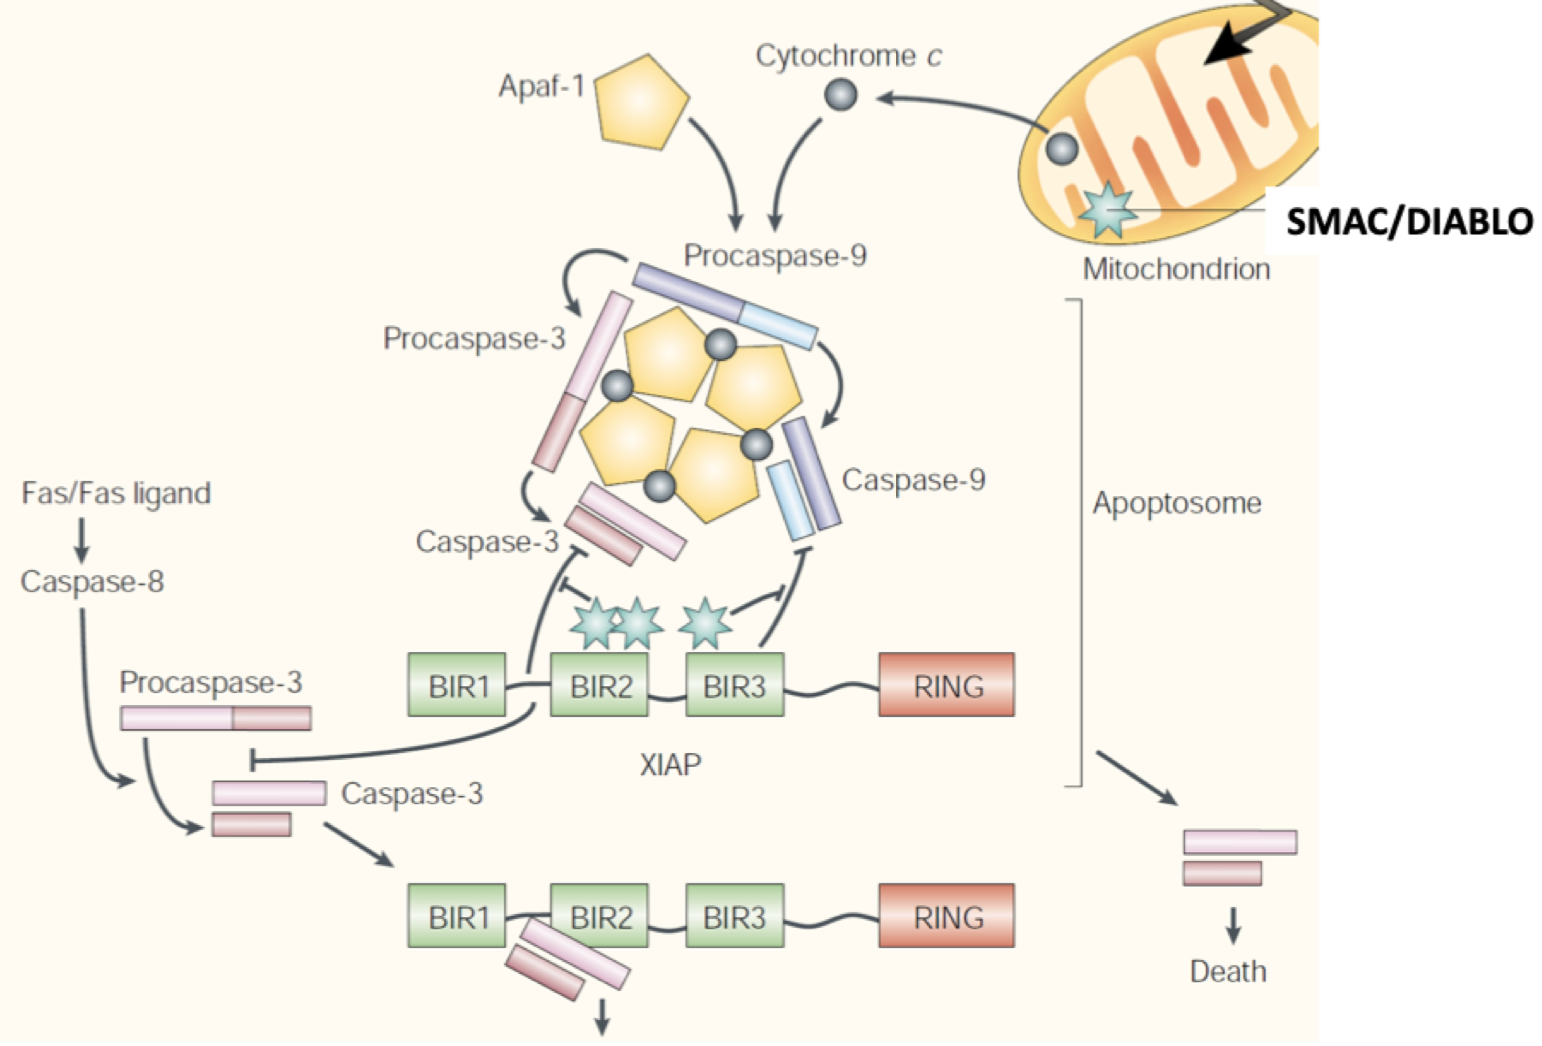 Cytochrome c
Apaf-1
SMAC/DIABLO
Procaspase-9
Mitochondrion
Procaspase-3
Caspase-9
Fas/Fas ligand
Apoptosome
Caspase-3
Caspase-8
BIR1 BIR2 BIR3 RING
Procaspase-3
XIAP
Caspase-3
BIR1 BIR2 BIR3 RING
Death